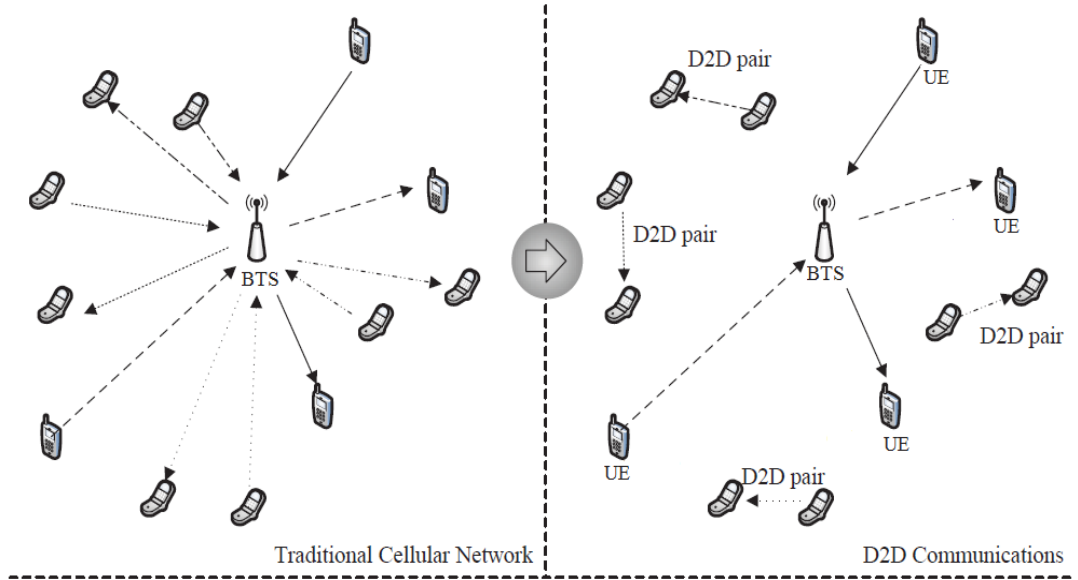 BTS
Traditional Cellular Network
D2D pair
UE
D2D pair
UE
BTS
D2D pair
UE
UE
D2D pair
D2D Communications